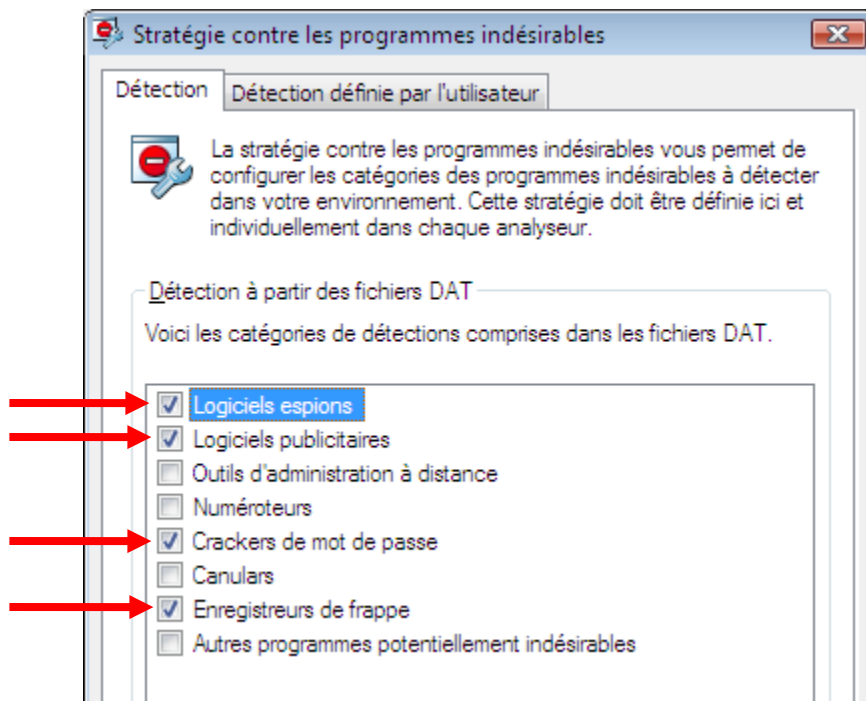 Stratégie contre les programmes indésirables
Détection
Détection définie par l'utilisateur
La stratégie contre les programmes indésirables vous permet de
configurer les catégories des programmes indésirables à détecter
dans votre environnement. Cette stratégie doit être définie ici et
individuellement dans chaque analyseur.
Détection à partir des fichiers DAT
Voici les catégories de détections comprises dans les fichiers DAT.
Logiciels espions
Logiciels publicitaires
Outils d'administration à distance
Numéroteurs
Crackers de mot de passe
Canulars
Enregistreurs de frappe
Autres programmes potentiellement indésirables